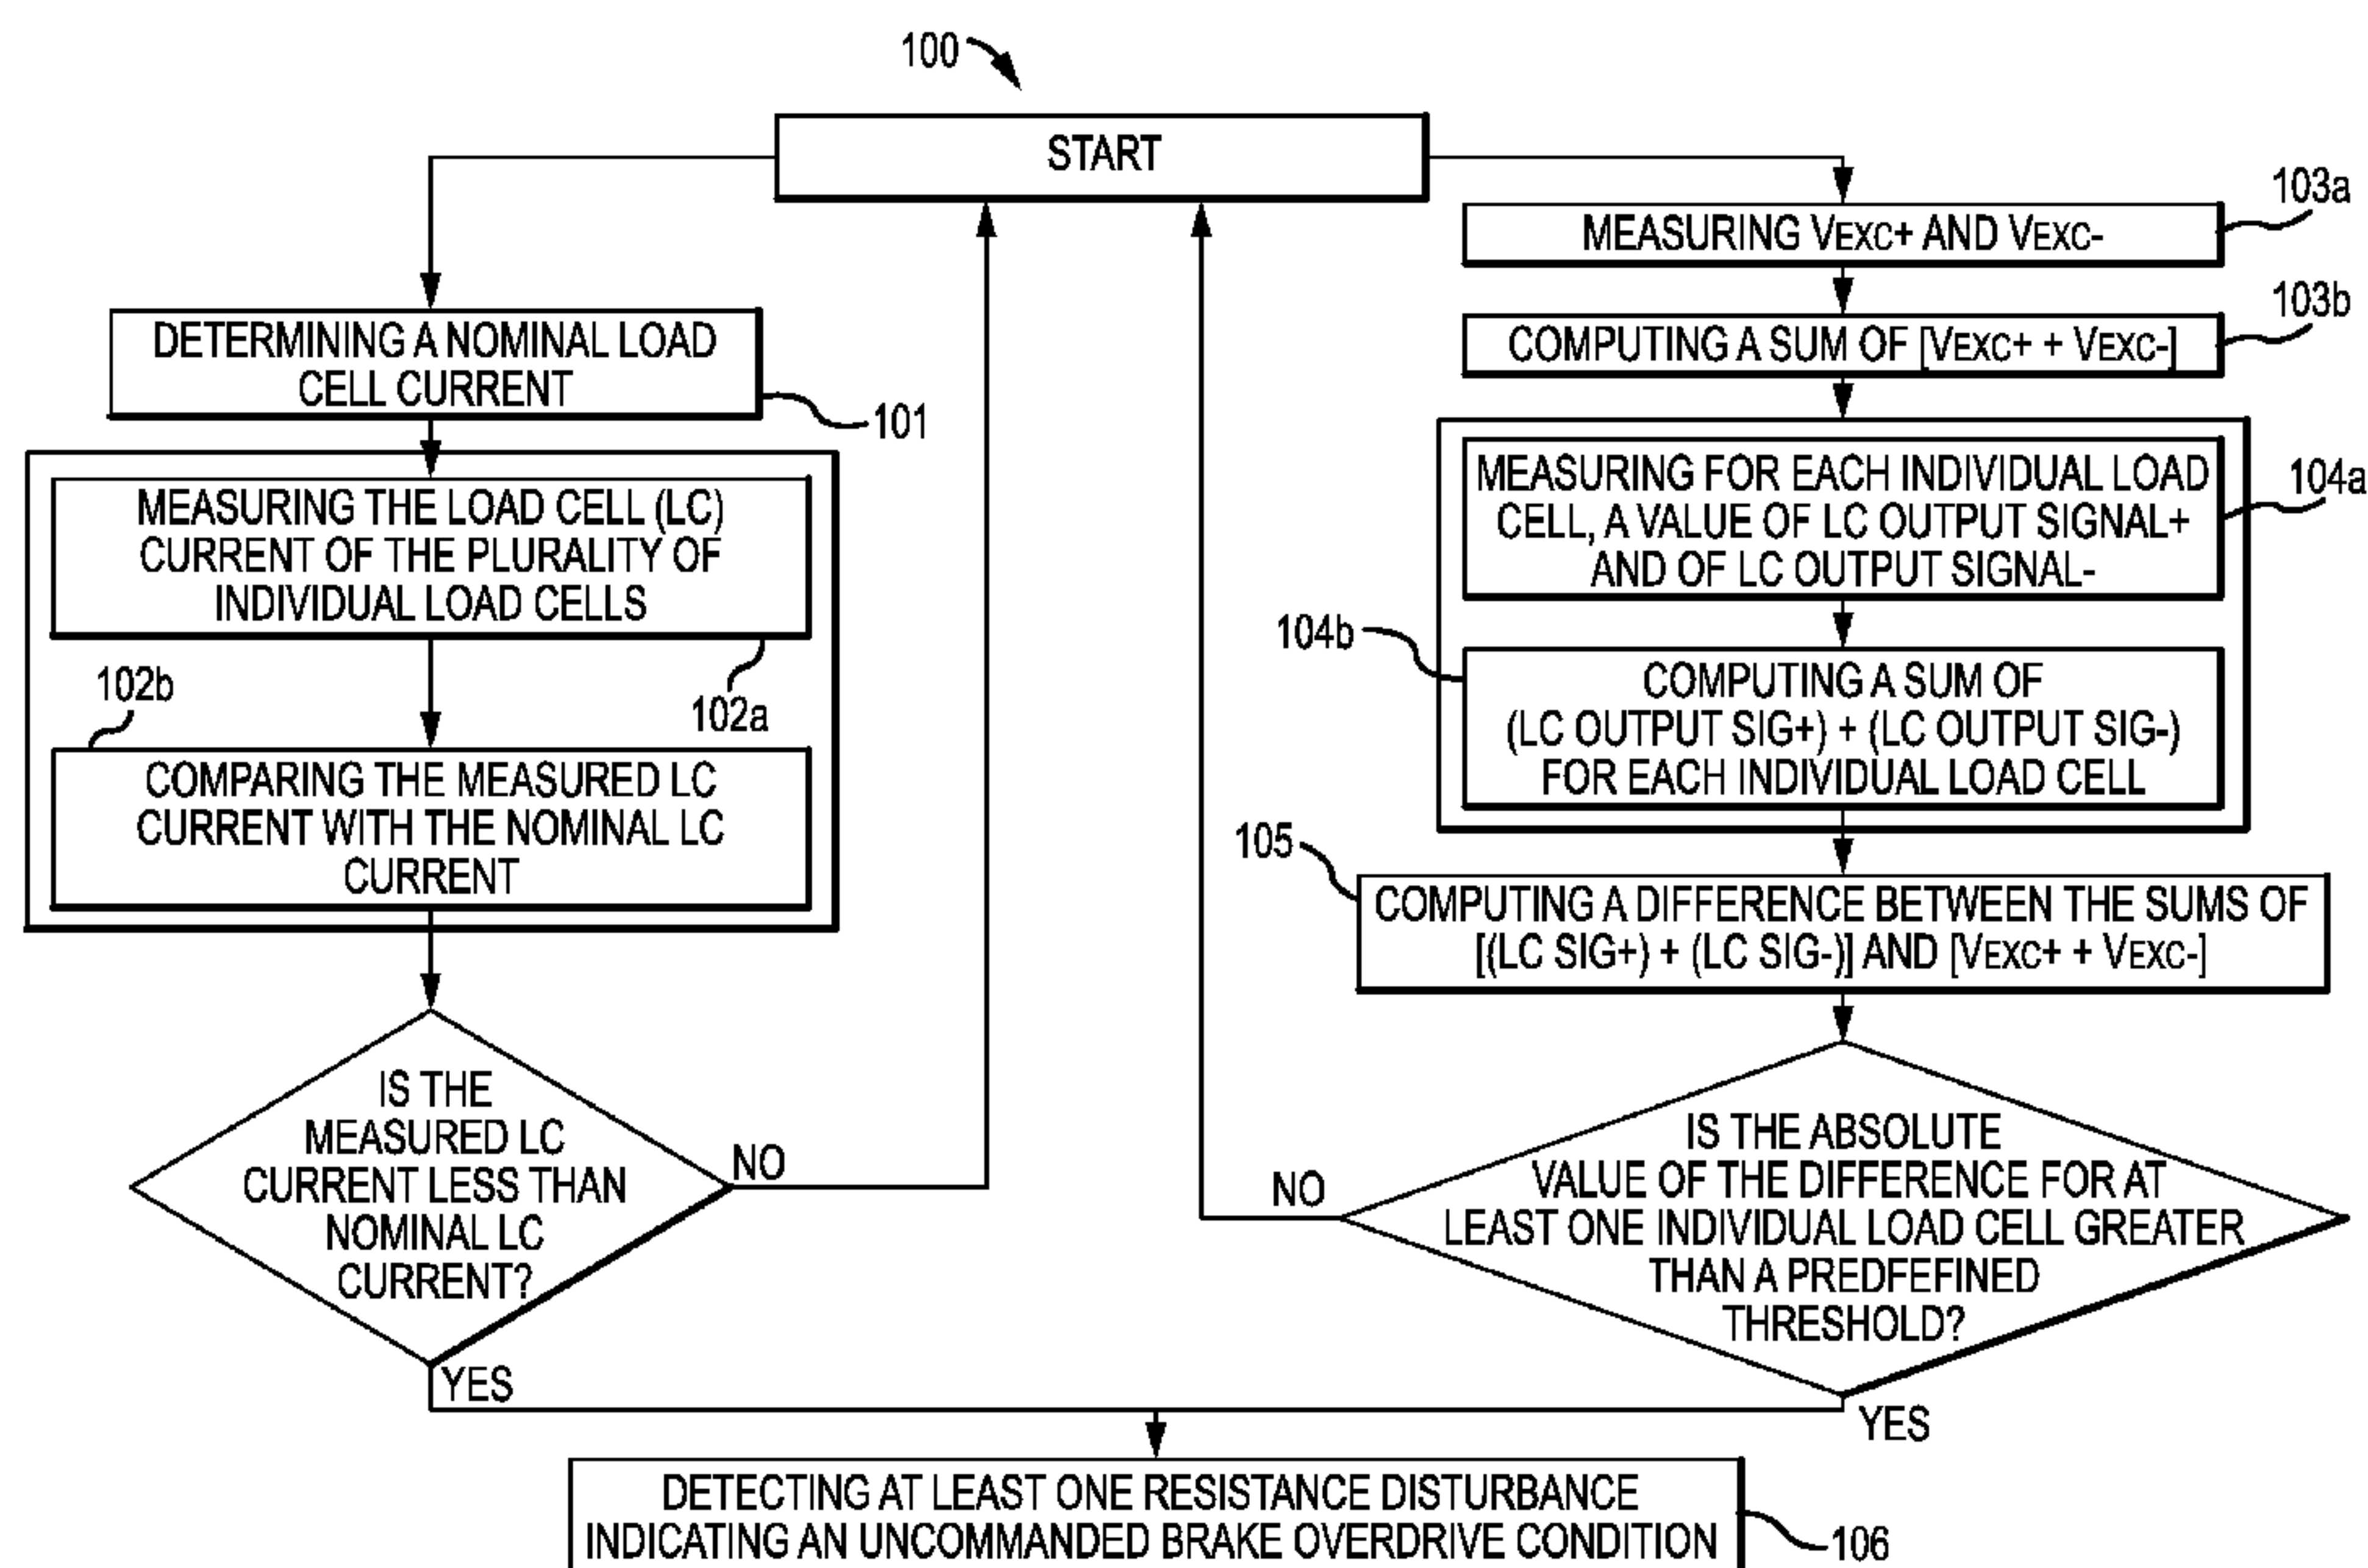 100
START
103a
MEASURING VEXC+ AND VEXC-
103b
COMPUTING A SUM OF [VEXC+ + VEXC-]
DETERMINING A NOMINAL LOAD
CELL CURRENT
101
MEASURING THE LOAD CELL (LC)
CURRENT OF THE PLURALITY OF
INDIVIDUAL LOAD CELLS
102a
102b
COMPARING THE MEASURED LC
CURRENT WITH THE NOMINAL LC
CURRENT
IS THE
MEASURED LC
CURRENT LESS THAN
NOMINAL LC
CURRENT?
NO
YES
MEASURING FOR EACH INDIVIDUAL LOAD
CELL, A VALUE OF LC OUTPUT SIGNAL+
AND OF LC OUTPUT SIGNAL-
104a
104b
COMPUTING A SUM OF
(LC OUTPUT SIG+) + (LC OUTPUT SIG-)
FOR EACH INDIVIDUAL LOAD CELL
105
COMPUTING A DIFFERENCE BETWEEN THE SUMS OF
[(LC SIG+) + (LC SIG-)] AND [VEXC+ + VEXC-]
IS THE ABSOLUTE
VALUE OF THE DIFFERENCE FOR AT
LEAST ONE INDIVIDUAL LOAD CELL GREATER
THAN A PREDFEFINED
THRESHOLD?
NO
YES
DETECTING AT LEAST ONE RESISTANCE DISTURBANCE
INDICATING AN UNCOMMANDED BRAKE OVERDRIVE CONDITION
106